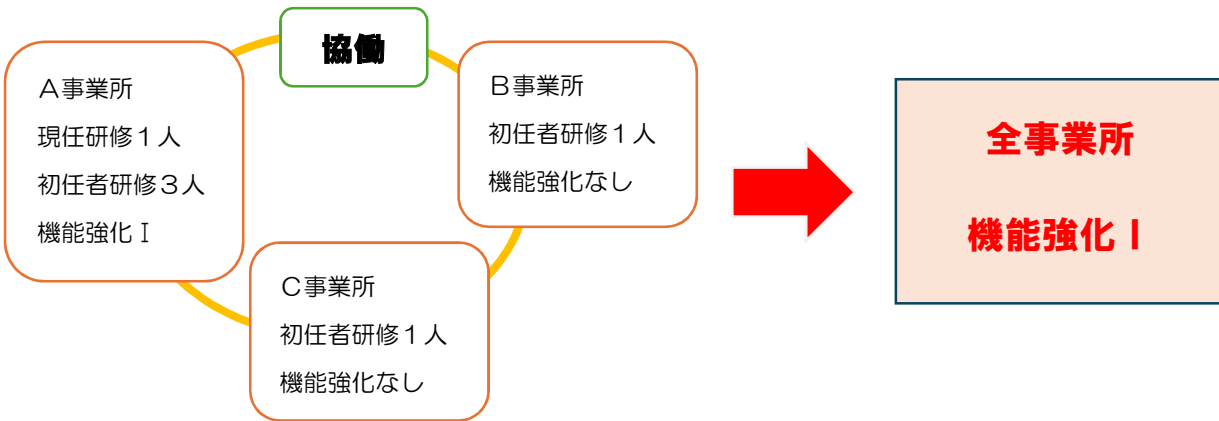 協働
A事業所
現任研修１人
初任者研修３人
機能強化Ⅰ
B事業所
初任者研修１人
機能強化なし
C事業所
初任者研修１人
機能強化なし
全事業所
機能強化Ⅰ